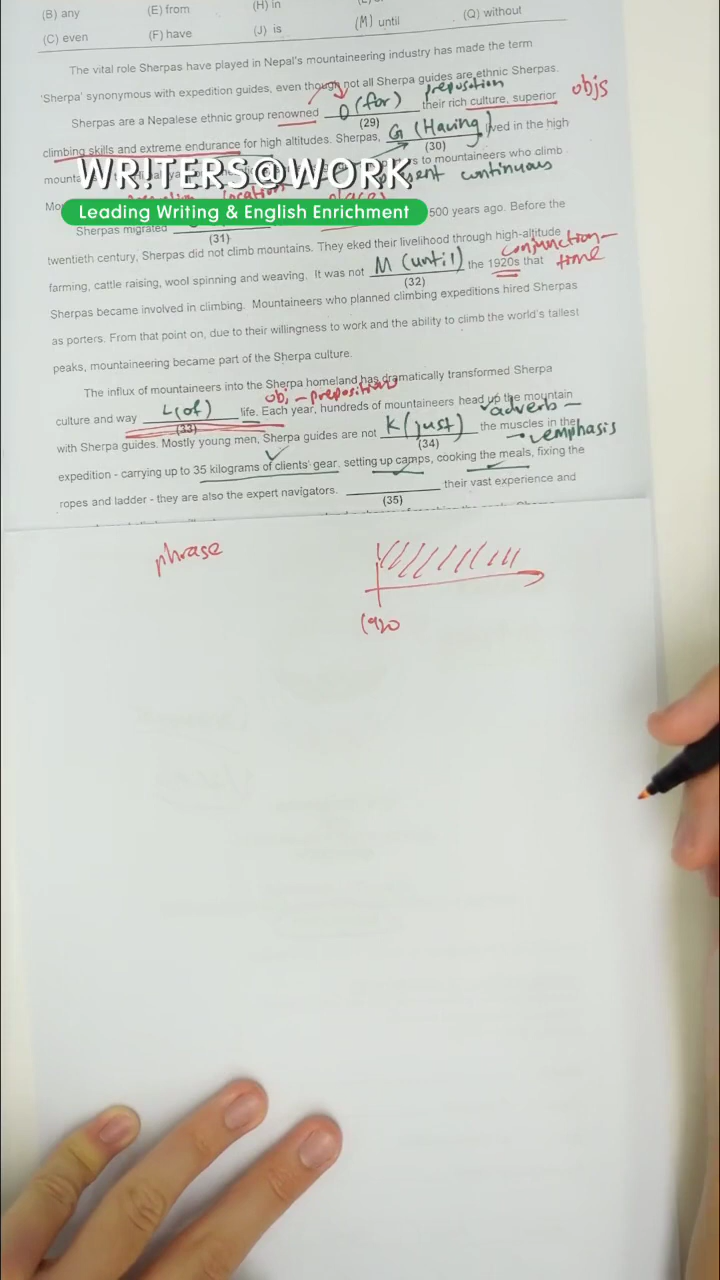 (B) any (E) from (H) in
(C) even (F) have (J) is (M) until (Q) without
The vital role Sherpas have played in Nepal's mountaineering industry has made the term
'Sherpa' synonymous with expedition guides, even though not all Sherpa guides are ethnic Sherpas.
preposition
Sherpas are a Nepalese ethnic group renowned O (for) their rich culture, superior objs
(29)
climbing skills and extreme endurance for high altitudes. Sherpas, G (Having) lived in the high
(30)
to mountaineers who climb
WR!TERS@WORK
continuous
location
Leading Writing & English Enrichment
Sherpas migrated 500 years ago. Before the
(31)
twentieth century, Sherpas did not climb mountains. They eked their livelihood through high-altitude
conjunction - time
farming, cattle raising, wool spinning and weaving. It was not M (until) the 1920s that
(32)
Sherpas became involved in climbing. Mountaineers who planned climbing expeditions hired Sherpas
as porters. From that point on, due to their willingness to work and the ability to climb the world's tallest
peaks, mountaineering became part of the Sherpa culture.
The influx of mountaineers into the Sherpa homeland has dramatically transformed Sherpa
obj - preposition
culture and way L (of) life. Each year, hundreds of mountaineers head up the mountain
(33)
adverb -
with Sherpa guides. Mostly young men, Sherpa guides are not K (just) the muscles in the
(34)
emphasis
expedition - carrying up to 35 kilograms of clients' gear, setting up camps, cooking the meals, fixing the
ropes and ladder - they are also the expert navigators. their vast experience and
(35)
phrase
1920